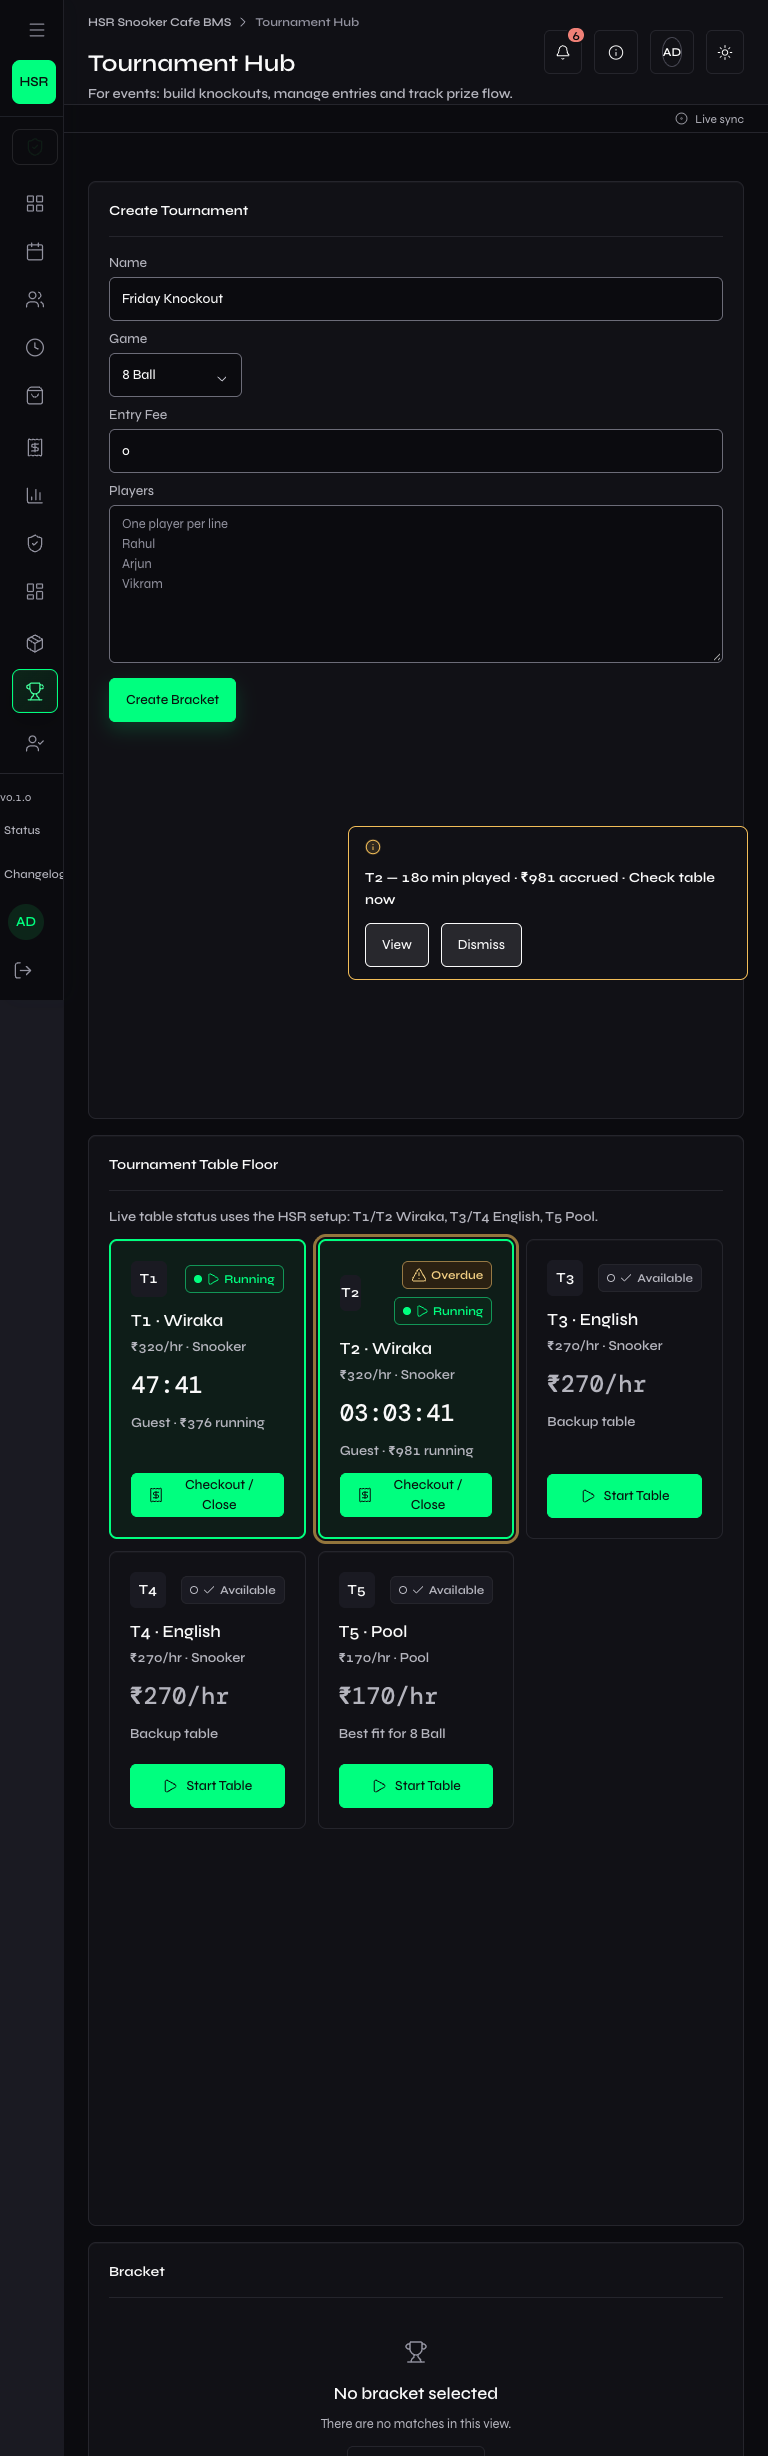 HSR Snooker Cafe BMS > Tournament Hub
Tournament Hub
For events: build knockouts, manage entries and track prize flow.
6
AD
Live sync
HSR
v0.1.0
Status
Changelog
AD
Create Tournament
Name
Friday Knockout
Game
8 Ball
Entry Fee
0
Players
One player per line
Rahul
Arjun
Vikram
Create Bracket
T2 — 180 min played · ₹981 accrued · Check table
now
View
Dismiss
Tournament Table Floor
Live table status uses the HSR setup: T1/T2 Wiraka, T3/T4 English, T5 Pool.
T1
Running
T1 · Wiraka
₹320/hr · Snooker
47:41
Guest · ₹376 running
Checkout /
Close
T2
Overdue
Running
T2 · Wiraka
₹320/hr · Snooker
03:03:41
Guest · ₹981 running
Checkout /
Close
T3
Available
T3 · English
₹270/hr · Snooker
₹270/hr
Backup table
Start Table
T4
Available
T4 · English
₹270/hr · Snooker
₹270/hr
Backup table
Start Table
T5
Available
T5 · Pool
₹170/hr · Pool
₹170/hr
Best fit for 8 Ball
Start Table
Bracket
No bracket selected
There are no matches in this view.